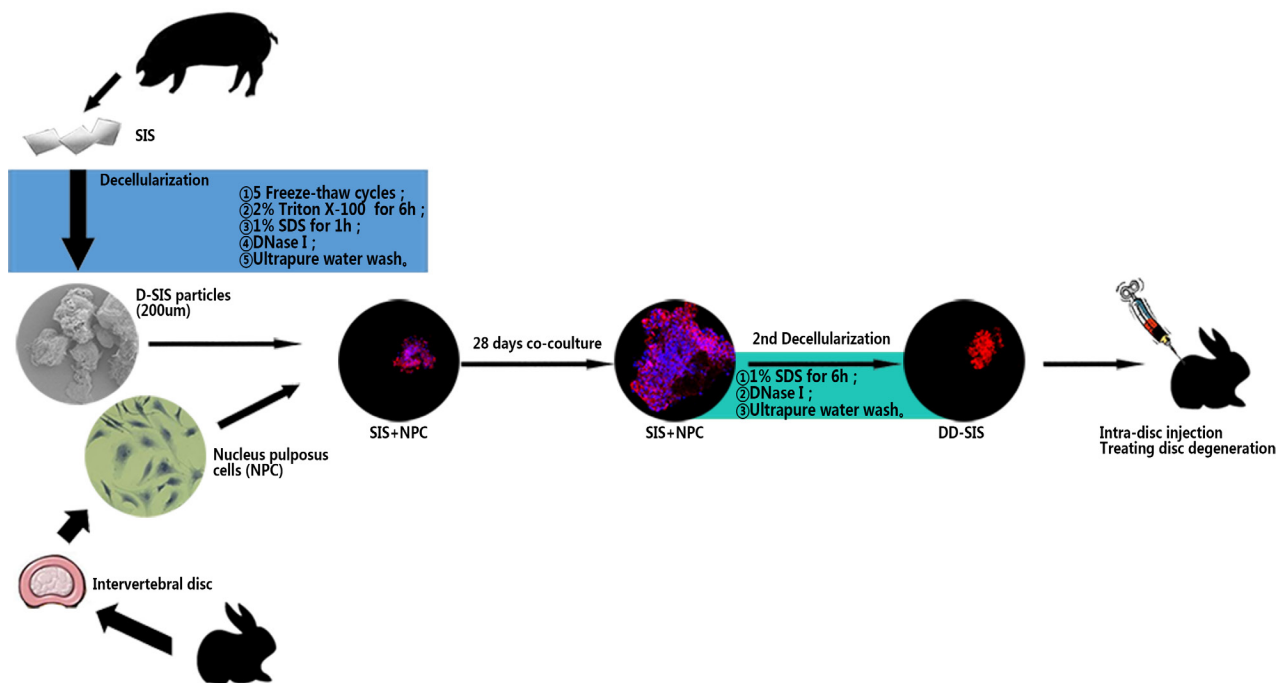 SIS
Decellularization
①5 Freeze-thaw cycles；
②2% Triton X-100 for 6h；
③1% SDS for 1h；
④DNase I；
⑤Ultrapure water wash。
D-SIS particles
(200um)
Nucleus pulposus
cells (NPC)
Intervertebral disc
SIS+NPC
28 days co-coulture
SIS+NPC
2nd Decellularization
①1% SDS for 6h；
②DNase I；
③Ultrapure water wash。
DD-SIS
Intra-disc injection
Treating disc degeneration